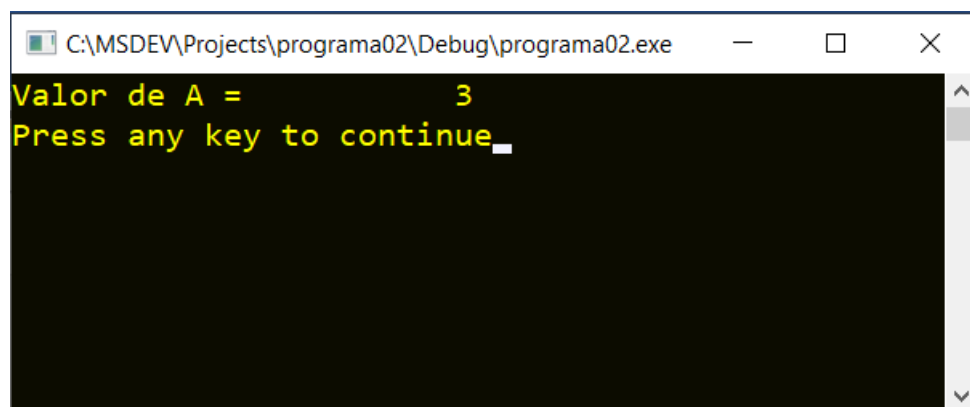 C:\MSDEV\Projects\programa02\Debug\programa02.exe
Valor de A =           3
Press any key to continue